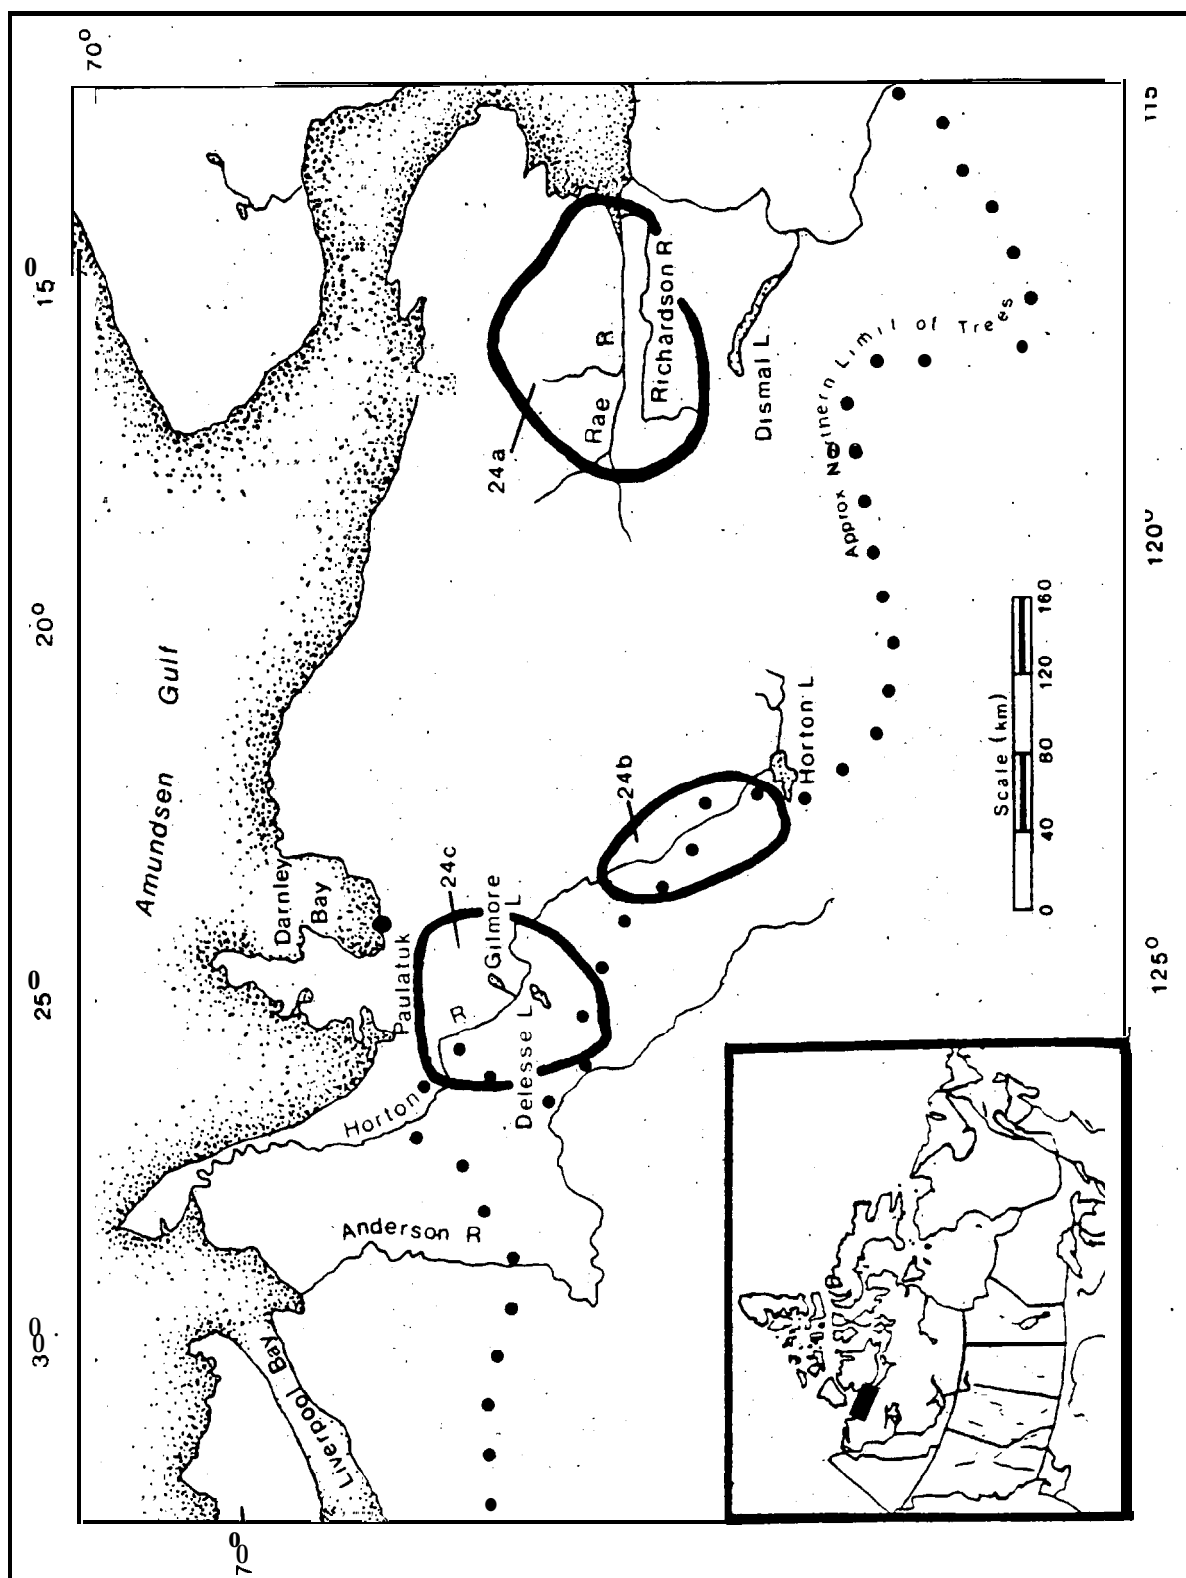 70°
115
15°
20°
25°
30°
70°
120°
125°
Amundsen Gulf
Darnley
Bay
Paulatuk
24c
Gilmore
L
R
Delesse L
Horton
Anderson R
Liverpool Bay
24b
Horton L
24a
Rae R
Richardson R
Dismal L
Approx Northern Limit of Trees
Scale (km)
0 40 80 120 160